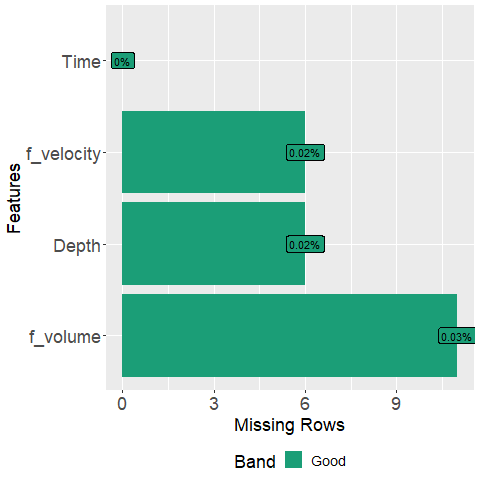 Features
Time
0%
f_velocity
0.02%
Depth
0.02%
f_volume
0.03%
0 3 6 9
Missing Rows
Band Good